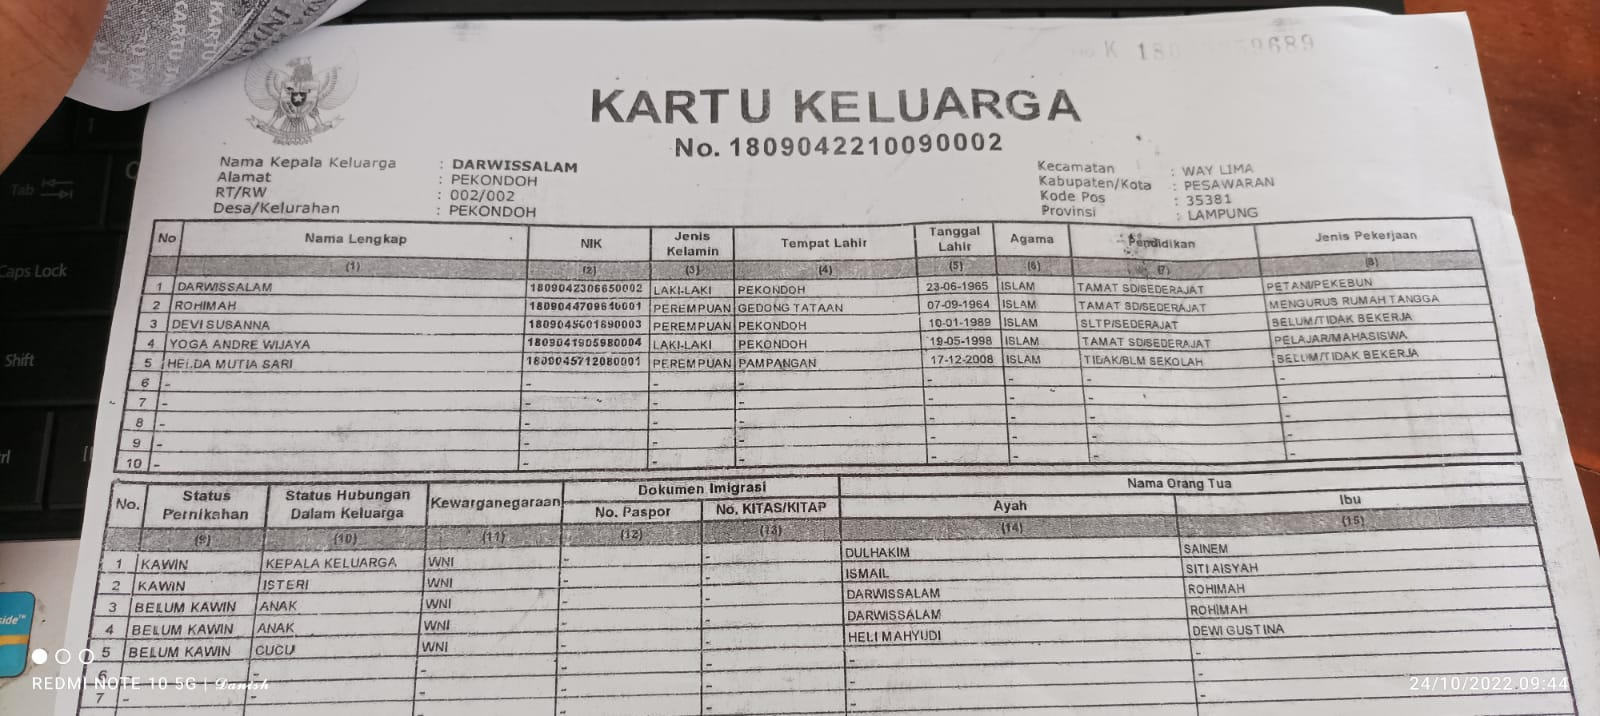 K 180 59689
KARTU KELUARGA
No. 1809042210090002
Nama Kepala Keluarga : DARWISSALAM
Alamat : PEKONDOH
RT/RW : 002/002
Desa/Kelurahan : PEKONDOH
Kecamatan : WAY LIMA
Kabupaten/Kota : PESAWARAN
Kode Pos : 35381
Provinsi : LAMPUNG
No Nama Lengkap NIK Jenis Kelamin Tempat Lahir Tanggal Lahir Agama Pendidikan Jenis Pekerjaan
(1) (2) (3) (4) (5) (6) (7) (8)
1 DARWISSALAM 1809042306650002 LAKI-LAKI PEKONDOH 23-06-1965 ISLAM TAMAT SD/SEDERAJAT PETANI/PEKEBUN
2 ROHIMAH PEREMPUAN GEDONG TATAAN 07-09-1964 ISLAM TAMAT SD/SEDERAJAT MENGURUS RUMAH TANGGA
3 DEVI SUSANNA PEREMPUAN PEKONDOH 10-01-1989 ISLAM SLTP/SEDERAJAT BELUM/TIDAK BEKERJA
4 YOGA ANDRE WIJAYA 1809041905980004 LAKI-LAKI PEKONDOH 19-05-1998 ISLAM TAMAT SD/SEDERAJAT PELAJAR/MAHASISWA
5 HELDA MUTIA SARI 1809045712080001 PEREMPUAN PAMPANGAN 17-12-2008 ISLAM TIDAK/BLM SEKOLAH BELUM/TIDAK BEKERJA
6 - - - - - - - -
7 - - - - - - - -
8 - - - - - - - -
9 - - - - - - - -
10 - - - - - - - -
No. Status Pernikahan Status Hubungan Dalam Keluarga Kewarganegaraan Dokumen Imigrasi Nama Orang Tua
No. Paspor No. KITAS/KITAP Ayah Ibu
(9) (10) (11) (12) (13) (14) (15)
1 KAWIN KEPALA KELUARGA WNI - - DULHAKIM SAINEM
2 KAWIN ISTERI WNI - - ISMAIL SITI AISYAH
3 BELUM KAWIN ANAK WNI - - DARWISSALAM ROHIMAH
4 BELUM KAWIN ANAK WNI - - DARWISSALAM ROHIMAH
5 BELUM KAWIN CUCU WNI - - HELI MAHYUDI DEWI GUSTINA
6 - - - - - - -
7 - - - - - - -
Tab
Caps Lock
Shift
REDMI NOTE 10 5G | Danish
24/10/2022 09:44